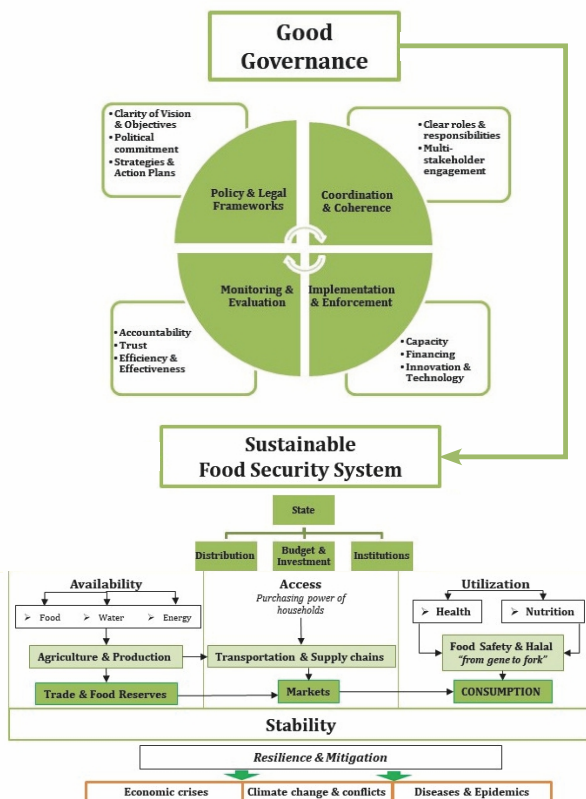 Good
Governance
• Clarity of Vision
& Objectives
• Political
commitment
• Strategies &
Action Plans
• Clear roles &
responsibilities
• Multi-
stakeholder
engagement
Policy & Legal
Frameworks
Coordination
& Coherence
Monitoring &
Evaluation
Implementation
& Enforcement
• Accountability
• Trust
• Efficiency &
Effectiveness
• Capacity
• Financing
• Innovation &
Technology
Sustainable
Food Security System
State
Distribution
Budget &
Investment
Institutions
Availability
Access
Utilization
Purchasing power of
households
➢ Food
➢ Water
➢ Energy
➢ Health
➢ Nutrition
Agriculture & Production
Transportation & Supply chains
Food Safety & Halal
"from gene to fork"
Trade & Food Reserves
Markets
CONSUMPTION
Stability
Resilience & Mitigation
Economic crises
Climate change & conflicts
Diseases & Epidemics